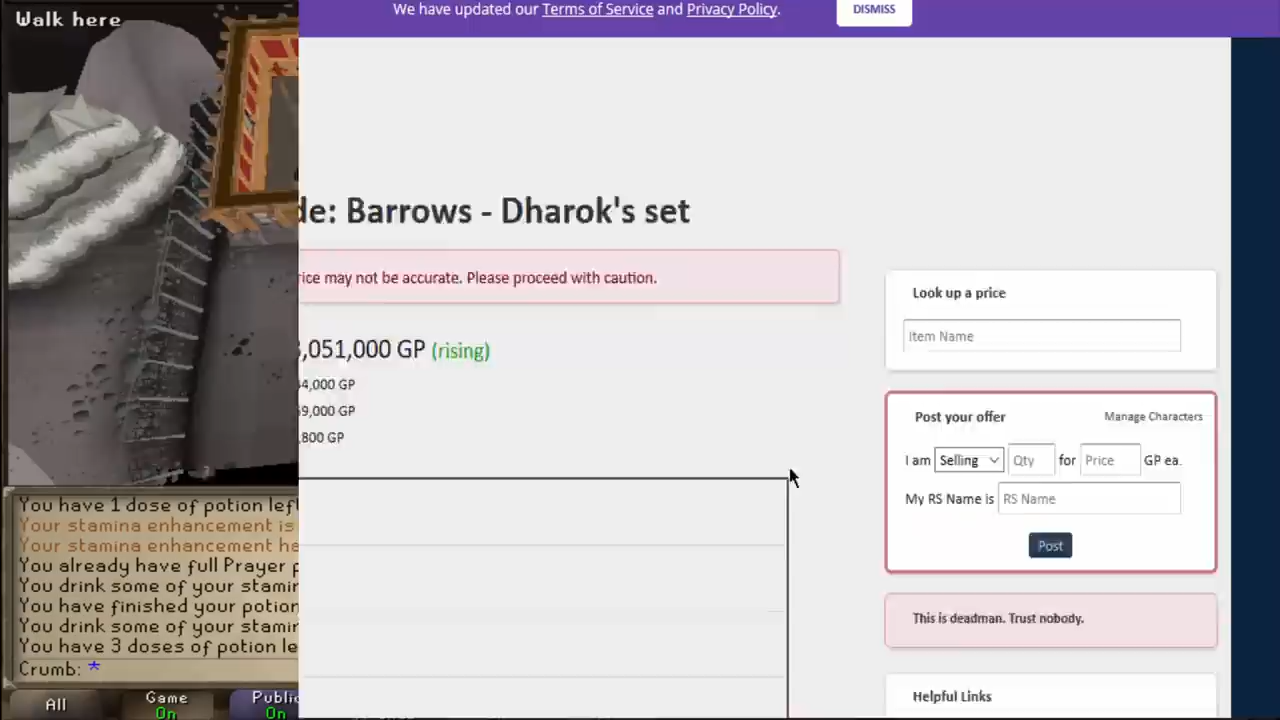 Walk here
We have updated our Terms of Service and Privacy Policy.
DISMISS
de: Barrows - Dharok's set
rice may not be accurate. Please proceed with caution.
,051,000 GP (rising)
4,000 GP
9,000 GP
,800 GP
Look up a price
Item Name
Post your offer
Manage Characters
I am Selling Qty for Price GP ea.
My RS Name is RS Name
Post
This is deadman. Trust nobody.
Helpful Links
You have 1 dose of potion left
Your stamina enhancement is
Your stamina enhancement ha
You already have full Prayer p
You drink some of your stamin
You have finished your potion
You drink some of your stamin
You have 3 doses of potion le
Crumb: *
All
Game
On
Public
On